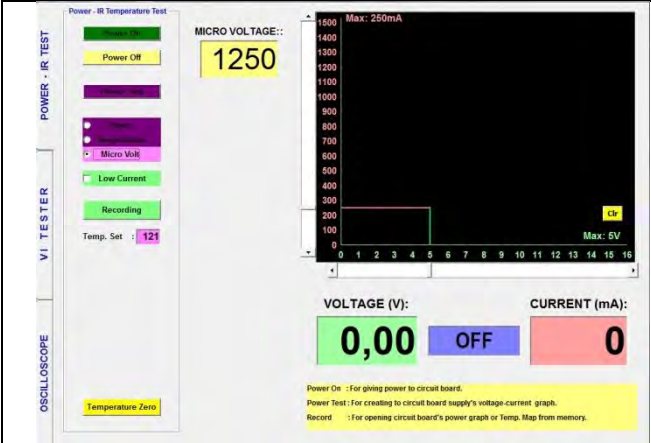 Power - IR Temperature Test
POWER - IR TEST
VI TESTER
OSCILLOSCOPE
Power On
Power Off
Micro Volt
Low Current
Recording
Temp. Set : 121
Temperature Zero
MICRO VOLTAGE::
1250
Max: 250mA
1500
1400
1300
1200
1100
1000
900
800
700
600
500
400
300
200
100
0
0 1 2 3 4 5 6 7 8 9 10 11 12 13 14 15 16
Clr
Max: 5V
VOLTAGE (V):
0,00
OFF
CURRENT (mA):
0
Power On : For giving power to circuit board.
Power Test : For creating to circuit board supply's voltage-current graph.
Record : For opening circuit board's power graph or Temp. Map from memory.